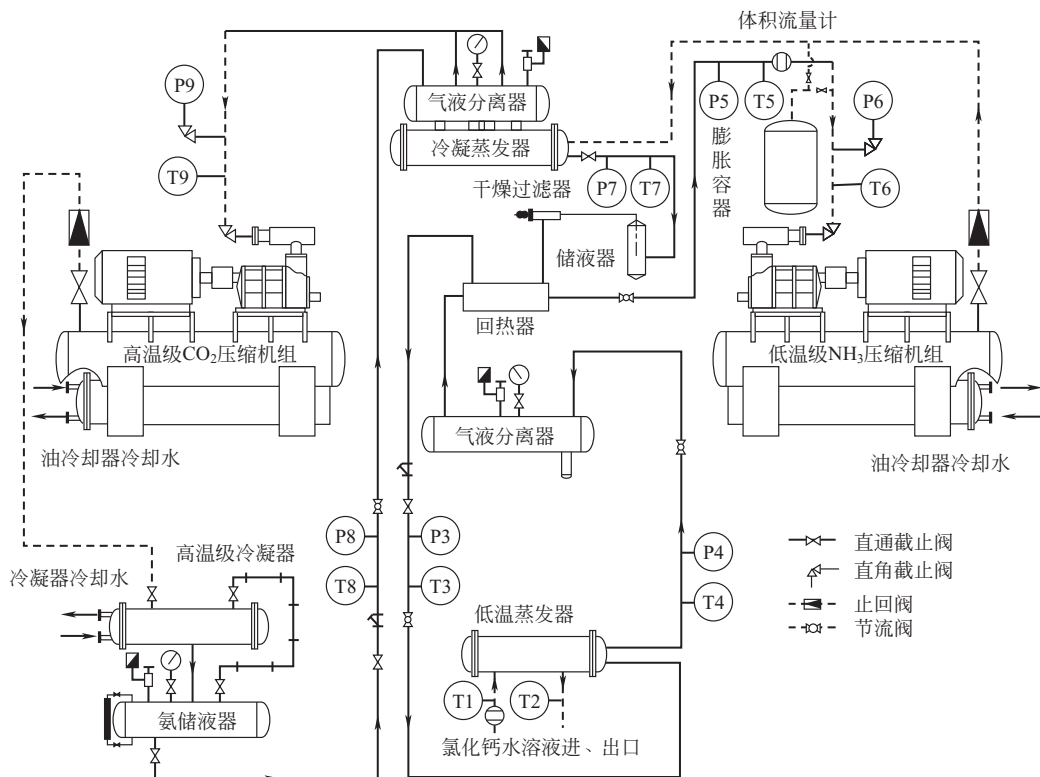 体积流量计
P9
气液分离器
P5
T5
P6
冷凝蒸发器
膨胀容器
T9
干燥过滤器
P7
T7
T6
储液器
回热器
高温级CO2压缩机组
低温级NH3压缩机组
气液分离器
油冷却器冷却水
油冷却器冷却水
P8
P3
P4
直通截止阀
高温级冷凝器
直角截止阀
冷凝器冷却水
T8
T3
T4
止回阀
低温蒸发器
节流阀
T1
T2
氨储液器
氯化钙水溶液进、出口